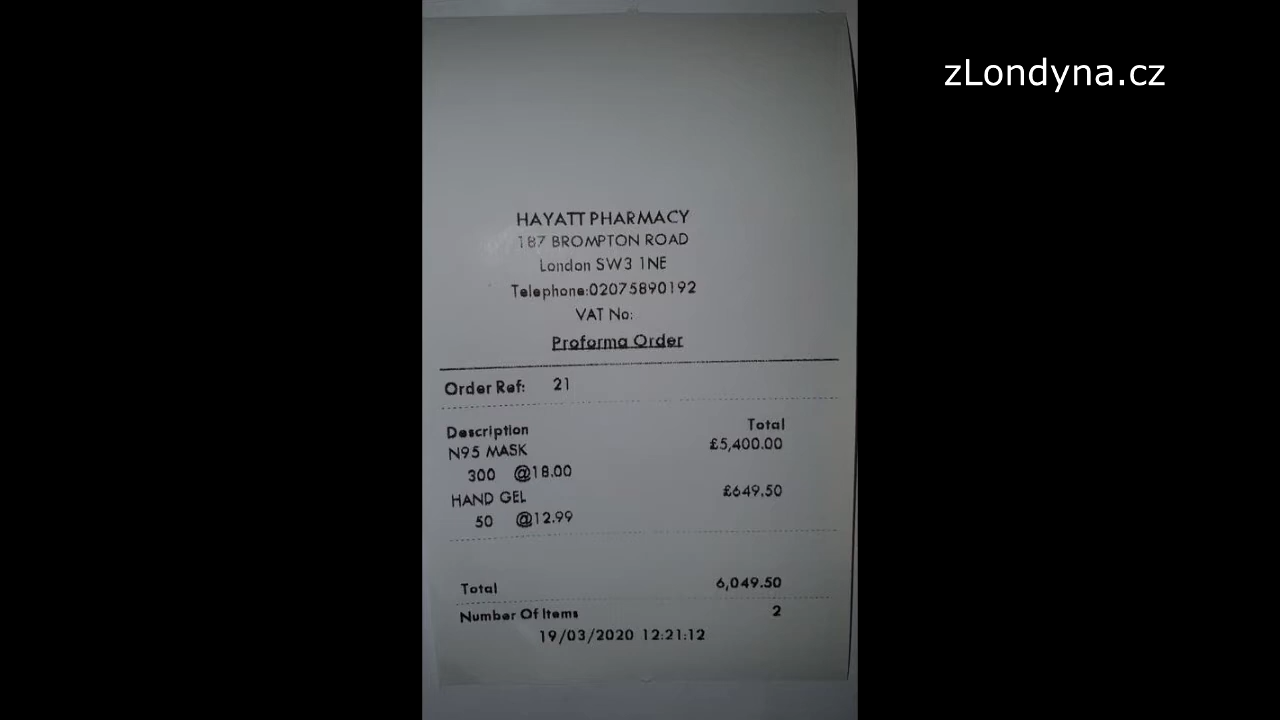 zLondyna.cz
HAYATT PHARMACY
187 BROMPTON ROAD
London SW3 1NE
Telephone:02075890192
VAT No:
Proforma Order
Order Ref: 21
Description Total
N95 MASK £5,400.00
300 @18.00
HAND GEL £649.50
50 @12.99
Total 6,049.50
Number Of Items 2
19/03/2020 12:21:12